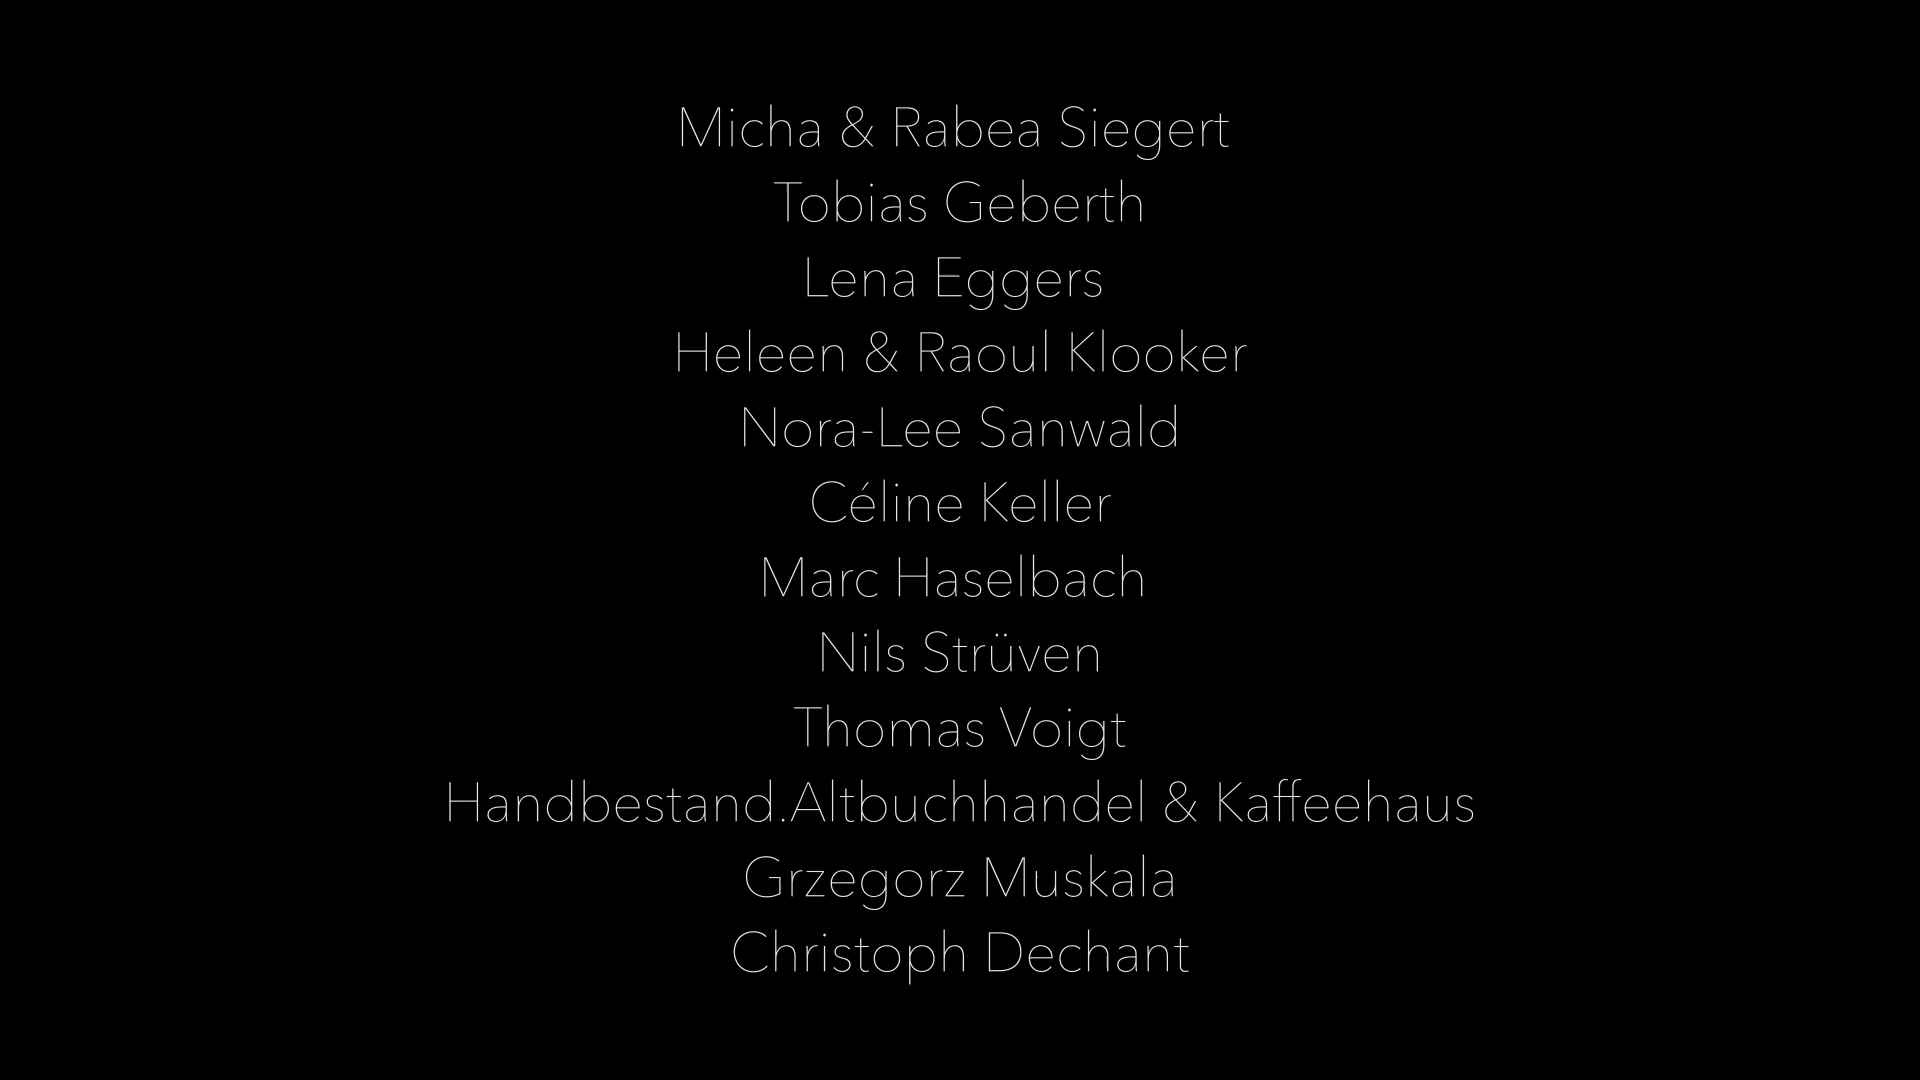 Micha & Rabea Siegert
Tobias Geberth
Lena Eggers
Heleen & Raoul Klooker
Nora-Lee Sanwald
Céline Keller
Marc Haselbach
Nils Strüven
Thomas Voigt
Handbestand.Altbuchhandel & Kaffeehaus
Grzegorz Muskala
Christoph Dechant